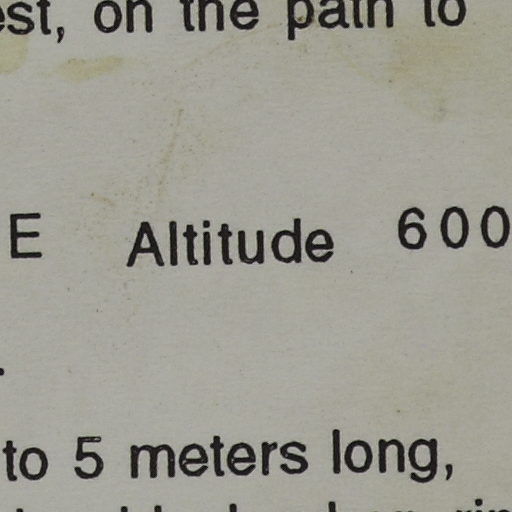 est, on the path to
E Altitude 600
.
to 5 meters long,